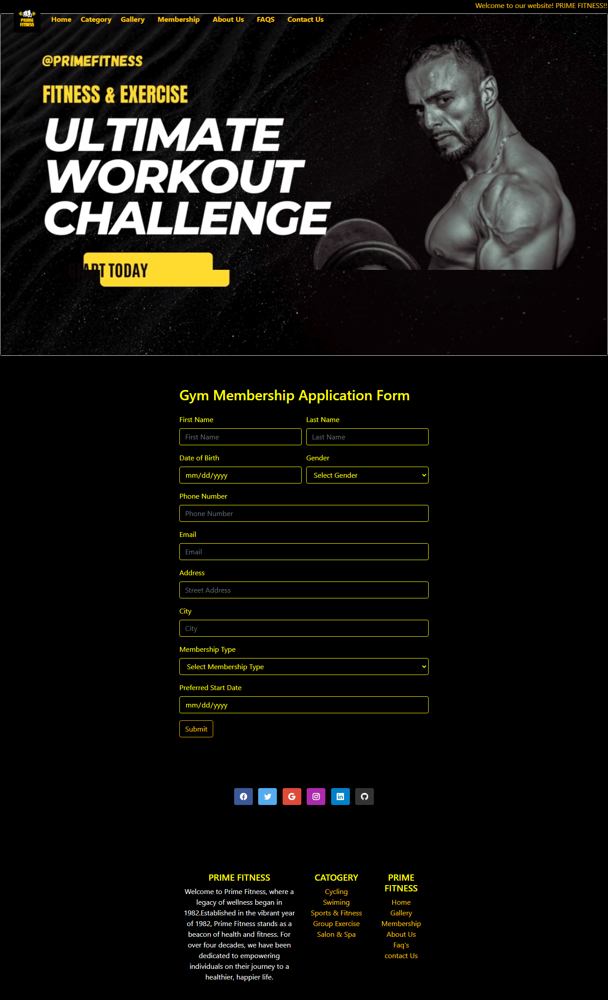 Welcome to our website! PRIME FITNESS!!
PRIME
FITNESS
Home Category Gallery Membership About Us FAQS Contact Us
@PRIMEFITNESS
FITNESS & EXERCISE
ULTIMATE
WORKOUT
CHALLENGE
TODAY
Gym Membership Application Form
First Name Last Name
First Name Last Name
Date of Birth Gender
mm/dd/yyyy Select Gender
Phone Number
Phone Number
Email
Email
Address
Street Address
City
City
Membership Type
Select Membership Type
Preferred Start Date
mm/dd/yyyy
Submit
PRIME FITNESS
Welcome to Prime Fitness, where a
legacy of wellness began in
1982.Established in the vibrant year
of 1982, Prime Fitness stands as a
beacon of health and fitness. For
over four decades, we have been
dedicated to empowering
individuals on their journey to a
healthier, happier life.
CATOGERY
Cycling
Swiming
Sports & Fitness
Group Exercise
Salon & Spa
PRIME
FITNESS
Home
Gallery
Membership
About Us
Faq's
contact Us